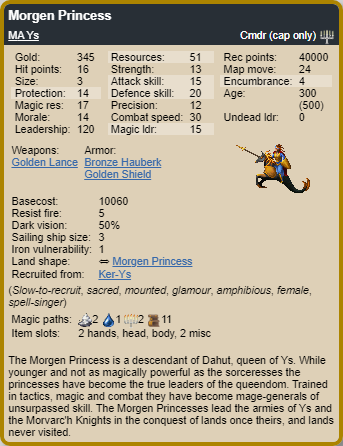 Morgen Princess
MA Ys Cmdr (cap only)
Gold: 345 Resources: 51 Rec points: 40000
Hit points: 16 Strength: 13 Map move: 24
Size: 3 Attack skill: 15 Encumbrance: 4
Protection: 14 Defence skill: 20 Age: 300
Magic res: 17 Precision: 12 (500)
Morale: 14 Combat speed: 30 Undead ldr: 0
Leadership: 120 Magic ldr: 15
Weapons: Armor:
Golden Lance Bronze Hauberk
Golden Shield
Basecost: 10060
Resist fire: 5
Dark vision: 50%
Sailing ship size: 3
Iron vulnerability: 1
Land shape: ⇔ Morgen Princess
Recruited from: Ker-Ys
(Slow-to-recruit, sacred, mounted, glamour, amphibious, female,
spell-singer)
Magic paths: 2 1 2 11
Item slots: 2 hands, head, body, 2 misc
The Morgen Princess is a descendant of Dahut, queen of Ys. While
younger and not as magically powerful as the sorceresses the
princesses have become the true leaders of the queendom. Trained
in tactics, magic and combat they have become mage-generals of
unsurpassed skill. The Morgen Princesses lead the armies of Ys and
the Morvarc'h Knights in the conquest of lands once theirs, and lands
never visited.